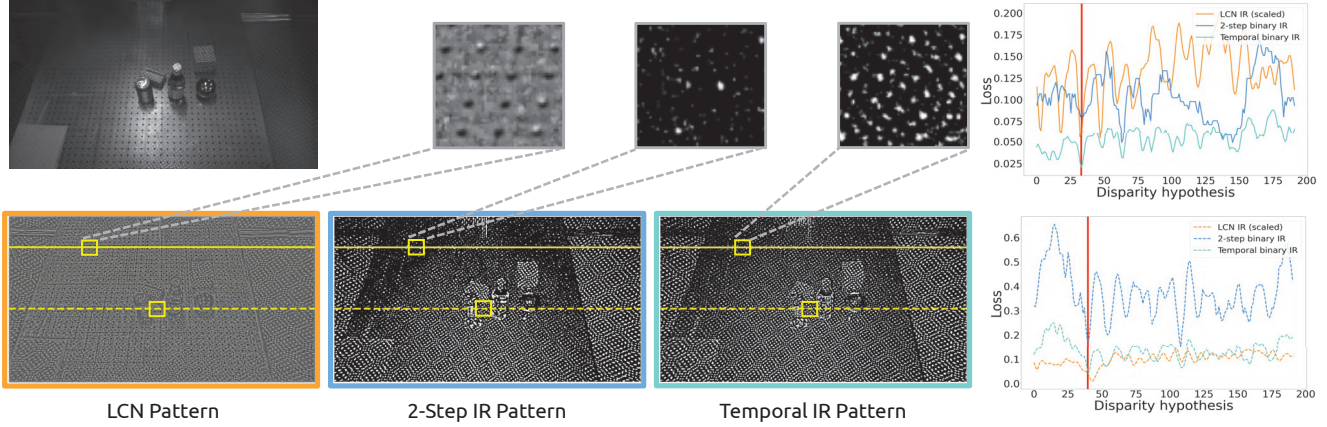 LCN IR (scaled)
2-step binary IR
Temporal binary IR
0.200
0.175
0.150
0.125
0.100
0.075
0.050
0.025
Loss
0 25 50 75 100 125 150 175 200
Disparity hypothesis
LCN IR (scaled)
2-step binary IR
Temporal binary IR
0.6
0.5
0.4
0.3
0.2
0.1
0.0
Loss
0 25 50 75 100 125 150 175 200
Disparity hypothesis
LCN Pattern
2-Step IR Pattern
Temporal IR Pattern